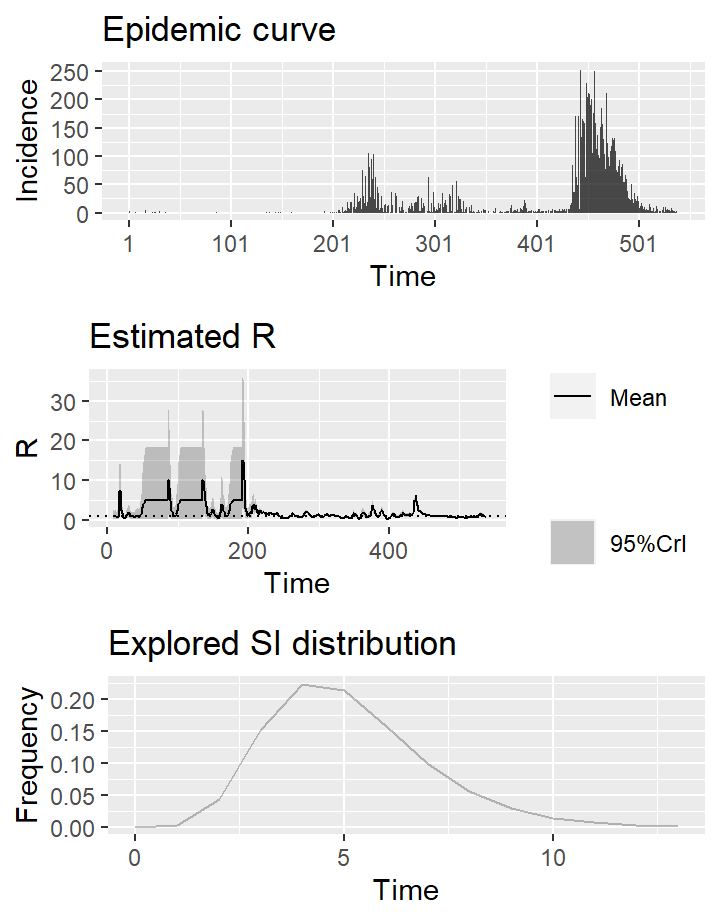 Epidemic curve
250
200
150
100
50
0
Incidence
1 101 201 301 401 501
Time
Estimated R
30
20
10
0
R
0 200 400
Time
Mean
95%CrI
Explored SI distribution
0.20
0.15
0.10
0.05
0.00
Frequency
0 5 10
Time